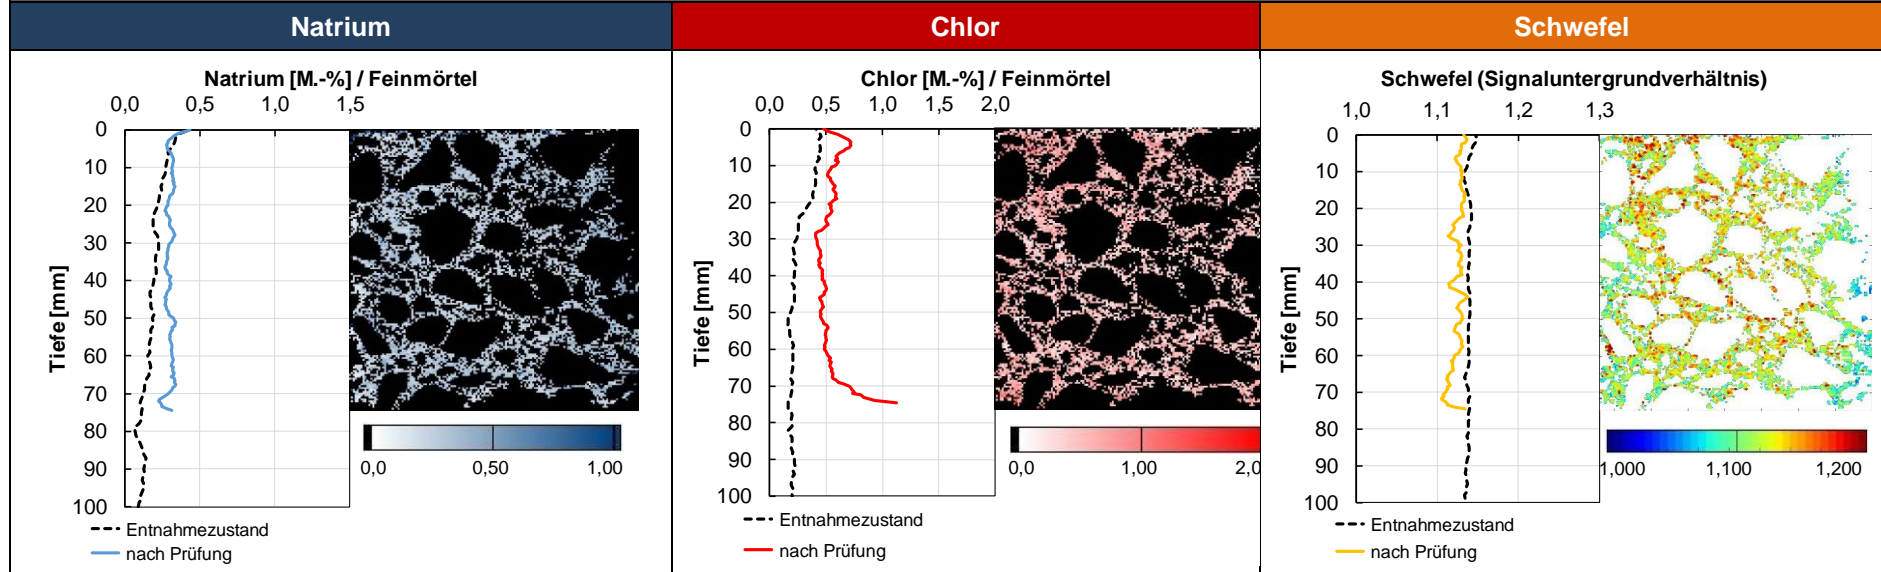 Natrium
Chlor
Schwefel
Natrium [M.-%] / Feinmörtel
0,0 0,5 1,0 1,5
0
10
20
30
40
50
60
70
80
90
100
Tiefe [mm]
0,0 0,50 1,00
Entnahmezustand
nach Prüfung
Chlor [M.-%] / Feinmörtel
0,0 0,5 1,0 1,5 2,0
0
10
20
30
40
50
60
70
80
90
100
Tiefe [mm]
0,0 1,00 2,0
Entnahmezustand
nach Prüfung
Schwefel (Signaluntergrundverhältnis)
1,0 1,1 1,2 1,3
0
10
20
30
40
50
60
70
80
90
100
Tiefe [mm]
1,000 1,100 1,200
Entnahmezustand
nach Prüfung